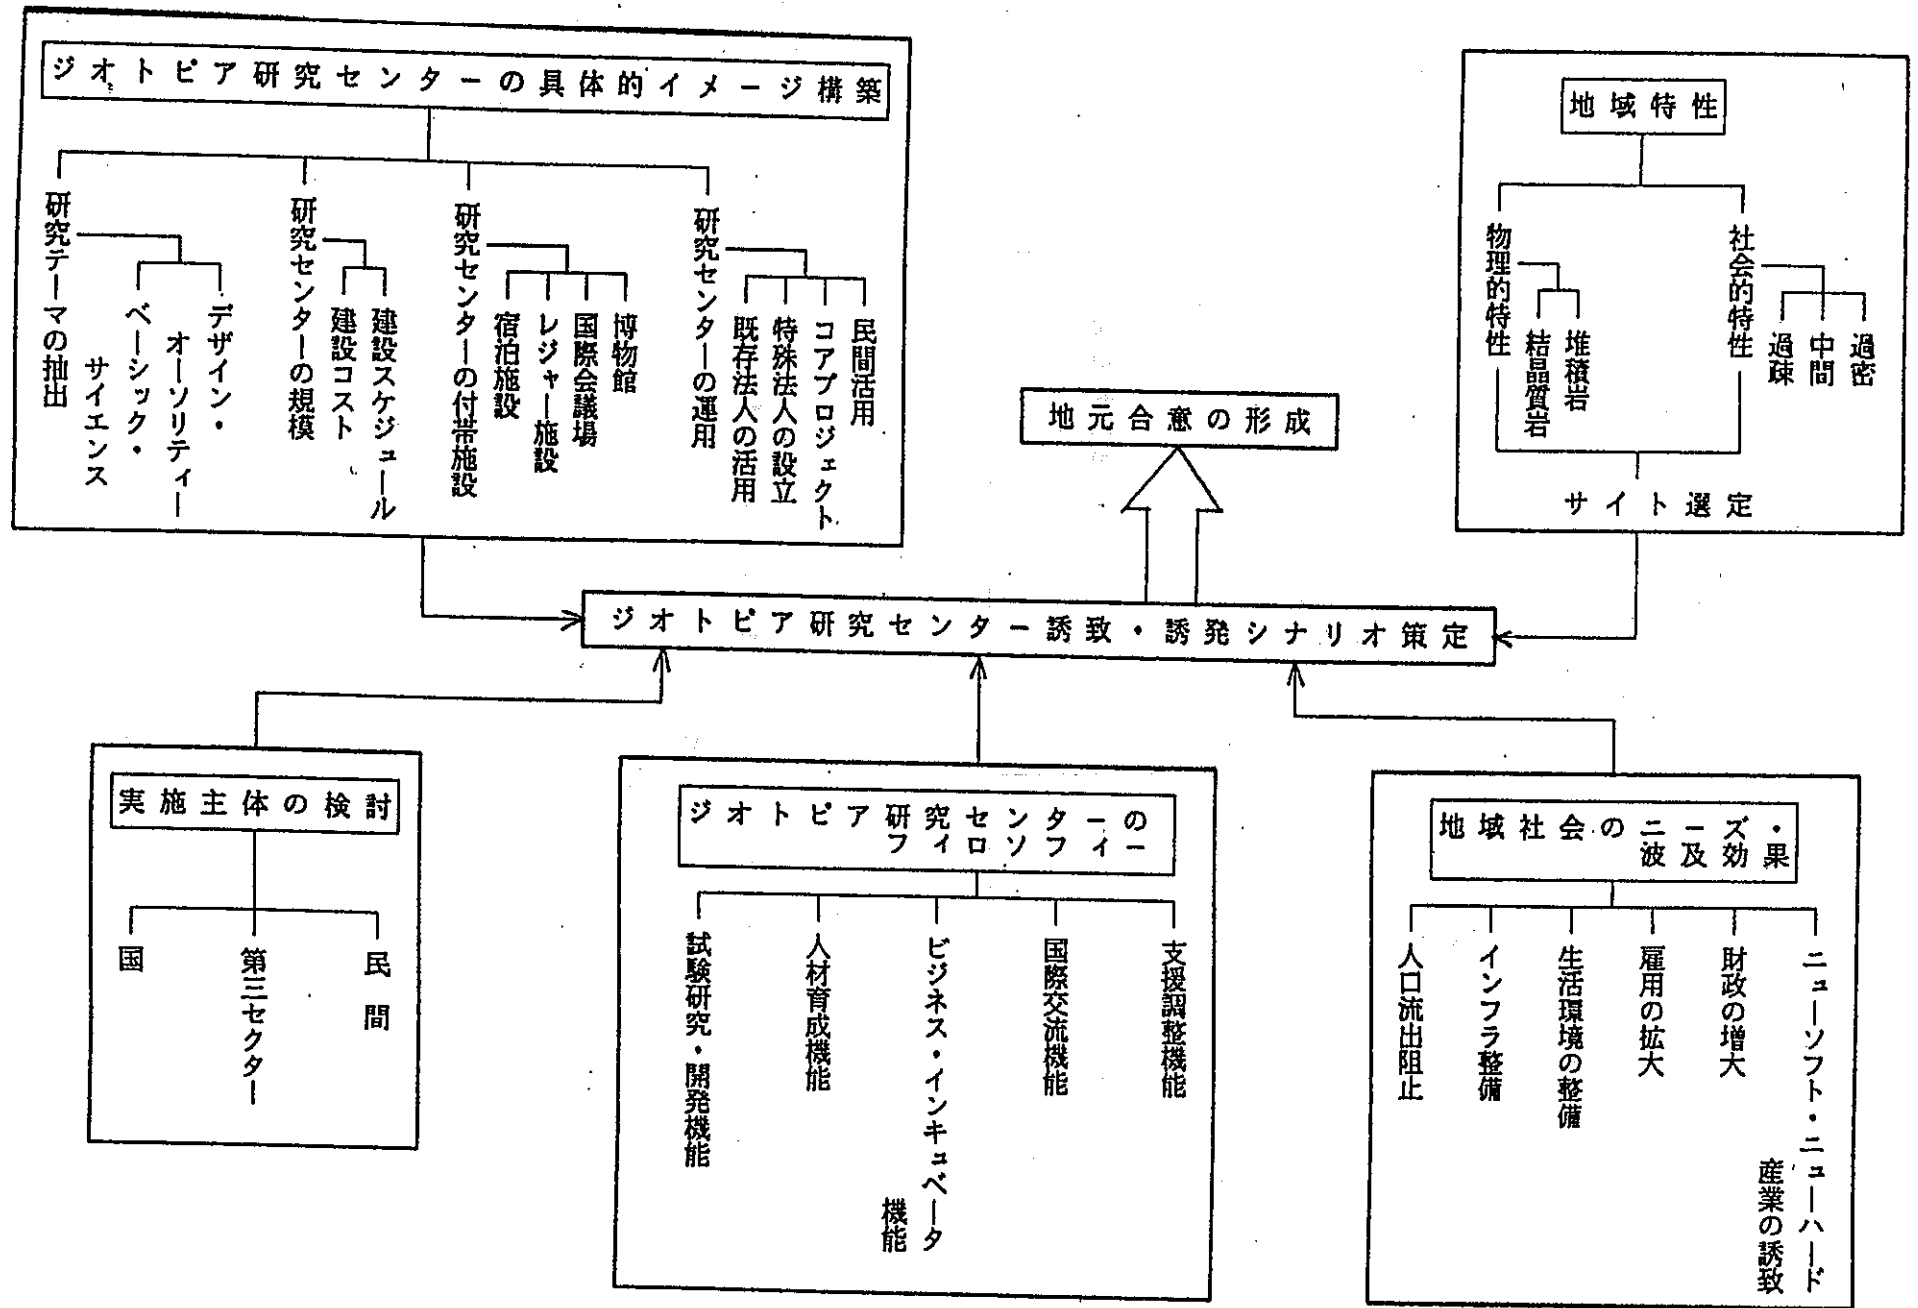 ジオトピア研究センターの具体的イメージ構築
研究テーマの抽出
ベーシック・
サイエンス
デザイン・
オーソリティー
研究センターの規模
建設コスト
建設スケジュール
研究センターの付帯施設
宿泊施設
レジャー施設
国際会議場
博物館
研究センターの運用
既存法人の活用
特殊法人の設立
コアプロジェクト
民間活用
地域特性
物理的特性
結晶質岩
堆積岩
社会的特性
過疎
中間
過密
サイト選定
地元合意の形成
ジオトピア研究センター誘致・誘発シナリオ策定
実施主体の検討
国
第三セクター
民間
ジオトピア研究センターの
フィロソフィー
試験研究・開発機能
人材育成機能
ビジネス・インキュベータ
機能
国際交流機能
支援調整機能
地域社会のニーズ・
波及効果
人口流出阻止
インフラ整備
生活環境の整備
雇用の拡大
財政の増大
ニューソフト・ニューハード
産業の誘致